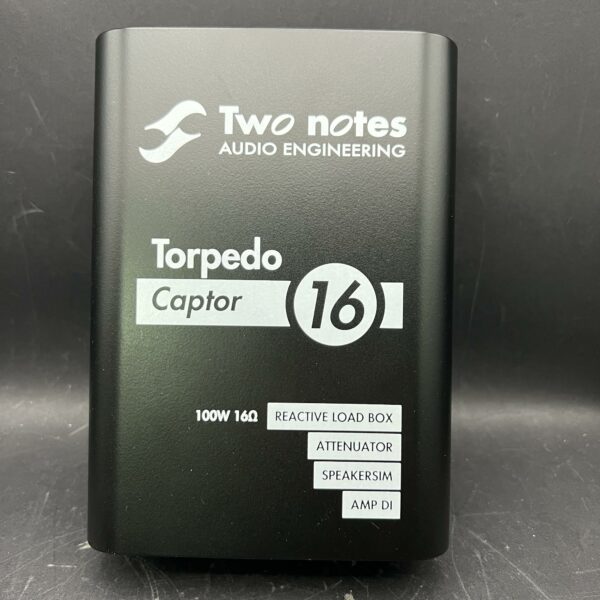 Two notes
AUDIO ENGINEERING
Torpedo
Captor 16
100W 16Ω REACTIVE LOAD BOX
ATTENUATOR
SPEAKERSIM
AMP DI